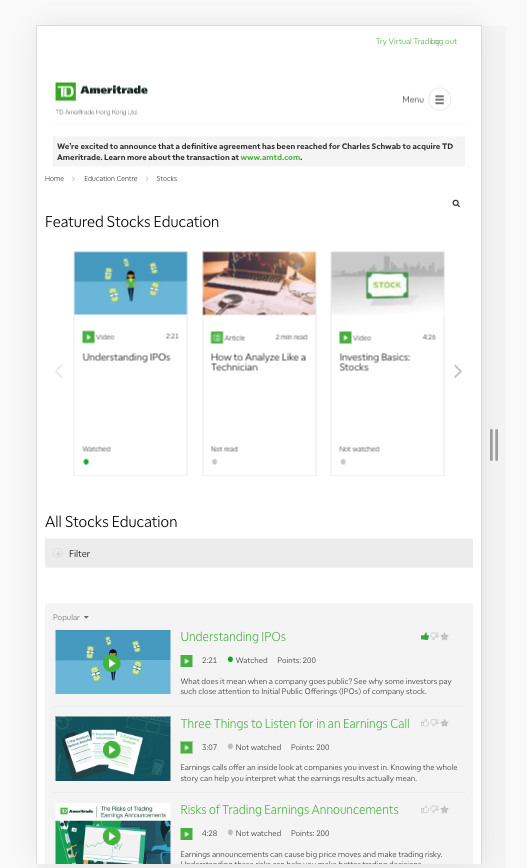 Try Virtual Trading
Log out
TD Ameritrade
TD Ameritrade Hong Kong Ltd.
Menu
We're excited to announce that a definitive agreement has been reached for Charles Schwab to acquire TD
Ameritrade. Learn more about the transaction at www.amtd.com.
Home > Education Centre > Stocks
Featured Stocks Education
STOCK
Video 2:21
Understanding IPOs
Watched
Article 2 min read
How to Analyze Like a
Technician
Not read
Video 4:26
Investing Basics:
Stocks
Not watched
All Stocks Education
Filter
Popular
Understanding IPOs
2:21 Watched Points: 200
What does it mean when a company goes public? See why some investors pay
such close attention to Initial Public Offerings (IPOs) of company stock.
Three Things to Listen for in an Earnings Call
3:07 Not watched Points: 200
Earnings calls offer an inside look at companies you invest in. Knowing the whole
story can help you interpret what the earnings results actually mean.
TD Ameritrade
The Risks of Trading
Earnings Announcements
Risks of Trading Earnings Announcements
4:28 Not watched Points: 200
Earnings announcements can cause big price moves and make trading risky.